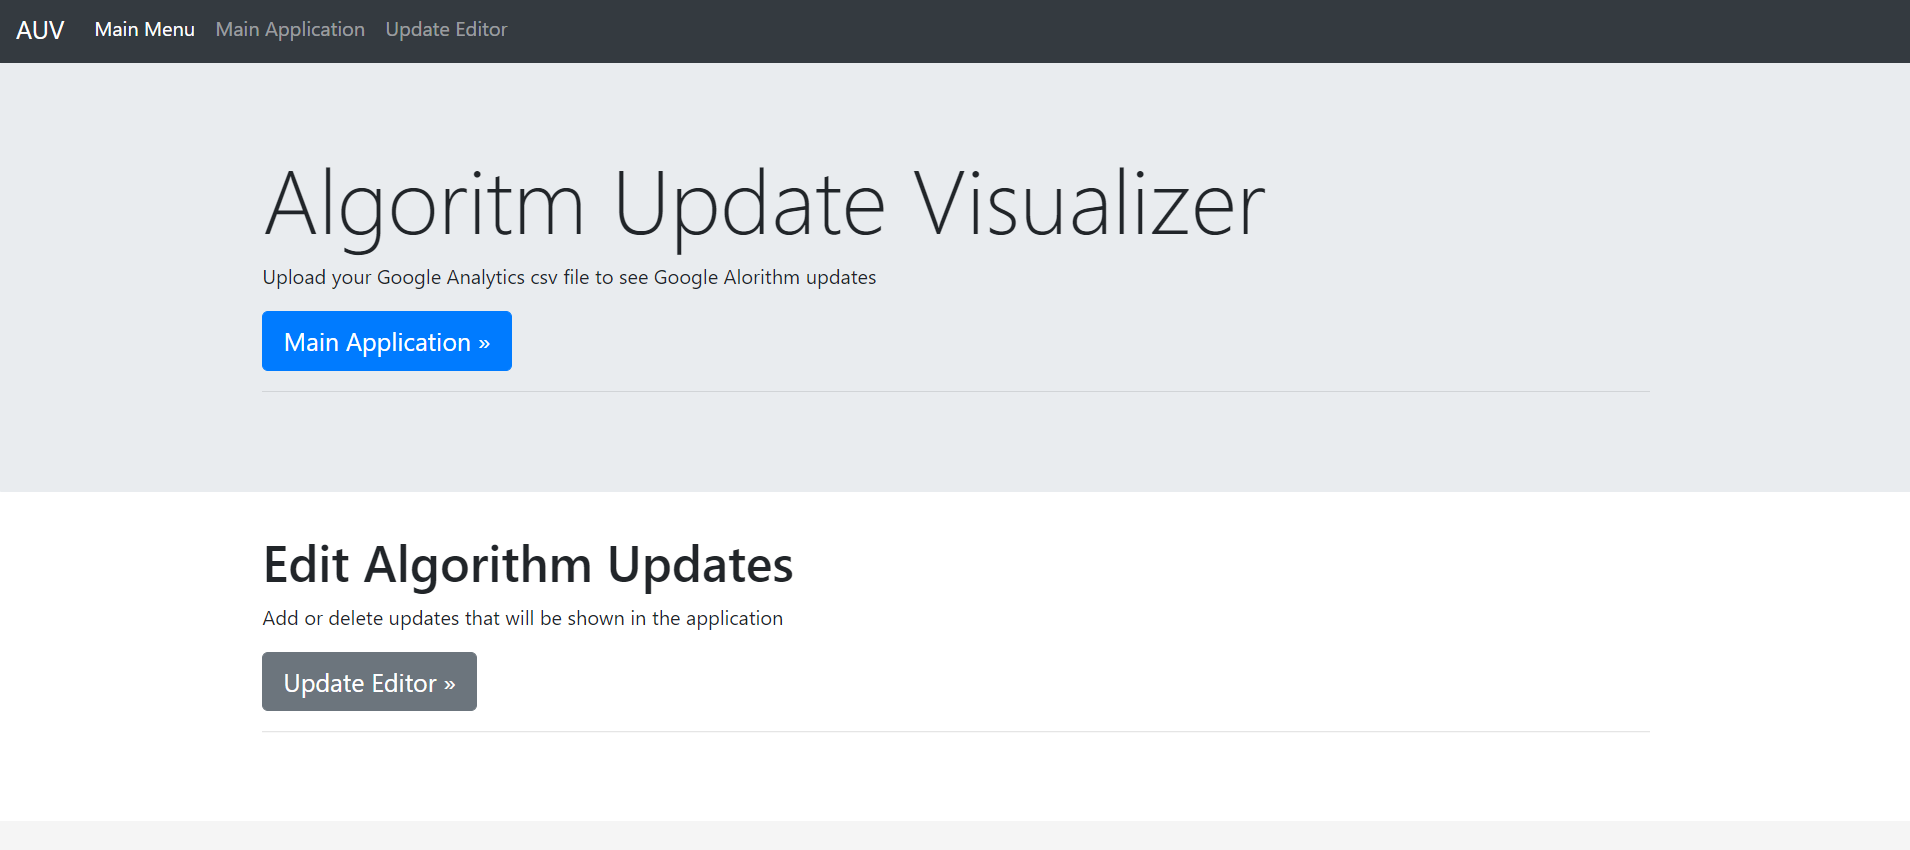 AUV Main Menu Main Application Update Editor
Algoritm Update Visualizer
Upload your Google Analytics csv file to see Google Alorithm updates
Main Application »
Edit Algorithm Updates
Add or delete updates that will be shown in the application
Update Editor »